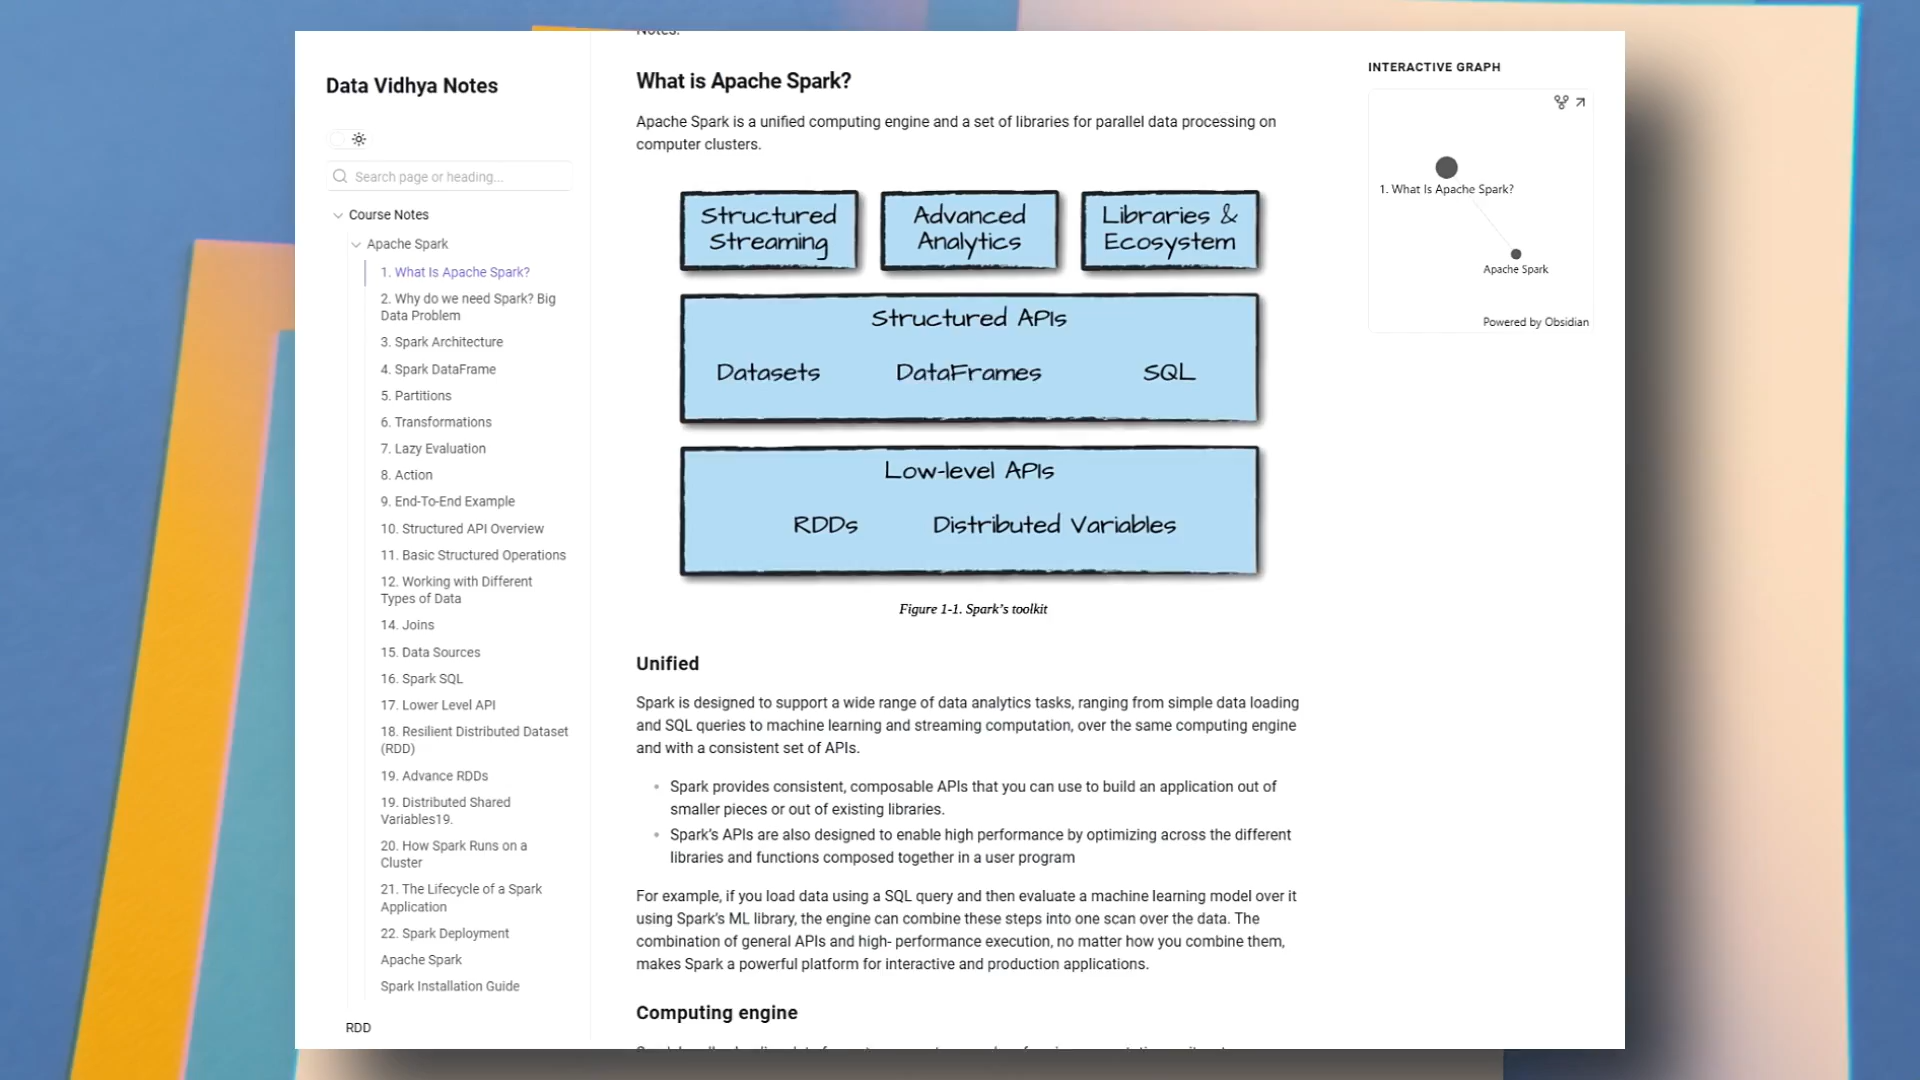 Data Vidhya Notes
Search page or heading...
Course Notes
Apache Spark
1. What Is Apache Spark?
2. Why do we need Spark? Big
Data Problem
3. Spark Architecture
4. Spark DataFrame
5. Partitions
6. Transformations
7. Lazy Evaluation
8. Action
9. End-To-End Example
10. Structured API Overview
11. Basic Structured Operations
12. Working with Different
Types of Data
14. Joins
15. Data Sources
16. Spark SQL
17. Lower Level API
18. Resilient Distributed Dataset
(RDD)
19. Advance RDDs
19. Distributed Shared
Variables19.
20. How Spark Runs on a
Cluster
21. The Lifecycle of a Spark
Application
22. Spark Deployment
Apache Spark
Spark Installation Guide
RDD
Notes.
What is Apache Spark?
Apache Spark is a unified computing engine and a set of libraries for parallel data processing on
computer clusters.
Structured
Streaming
Advanced
Analytics
Libraries &
Ecosystem
Structured APIs
Datasets DataFrames SQL
Low-level APIs
RDDs Distributed Variables
Figure 1-1. Spark's toolkit
Unified
Spark is designed to support a wide range of data analytics tasks, ranging from simple data loading
and SQL queries to machine learning and streaming computation, over the same computing engine
and with a consistent set of APIs.
Spark provides consistent, composable APIs that you can use to build an application out of
smaller pieces or out of existing libraries.
Spark's APIs are also designed to enable high performance by optimizing across the different
libraries and functions composed together in a user program
For example, if you load data using a SQL query and then evaluate a machine learning model over it
using Spark's ML library, the engine can combine these steps into one scan over the data. The
combination of general APIs and high- performance execution, no matter how you combine them,
makes Spark a powerful platform for interactive and production applications.
Computing engine
INTERACTIVE GRAPH
1. What Is Apache Spark?
Apache Spark
Powered by Obsidian